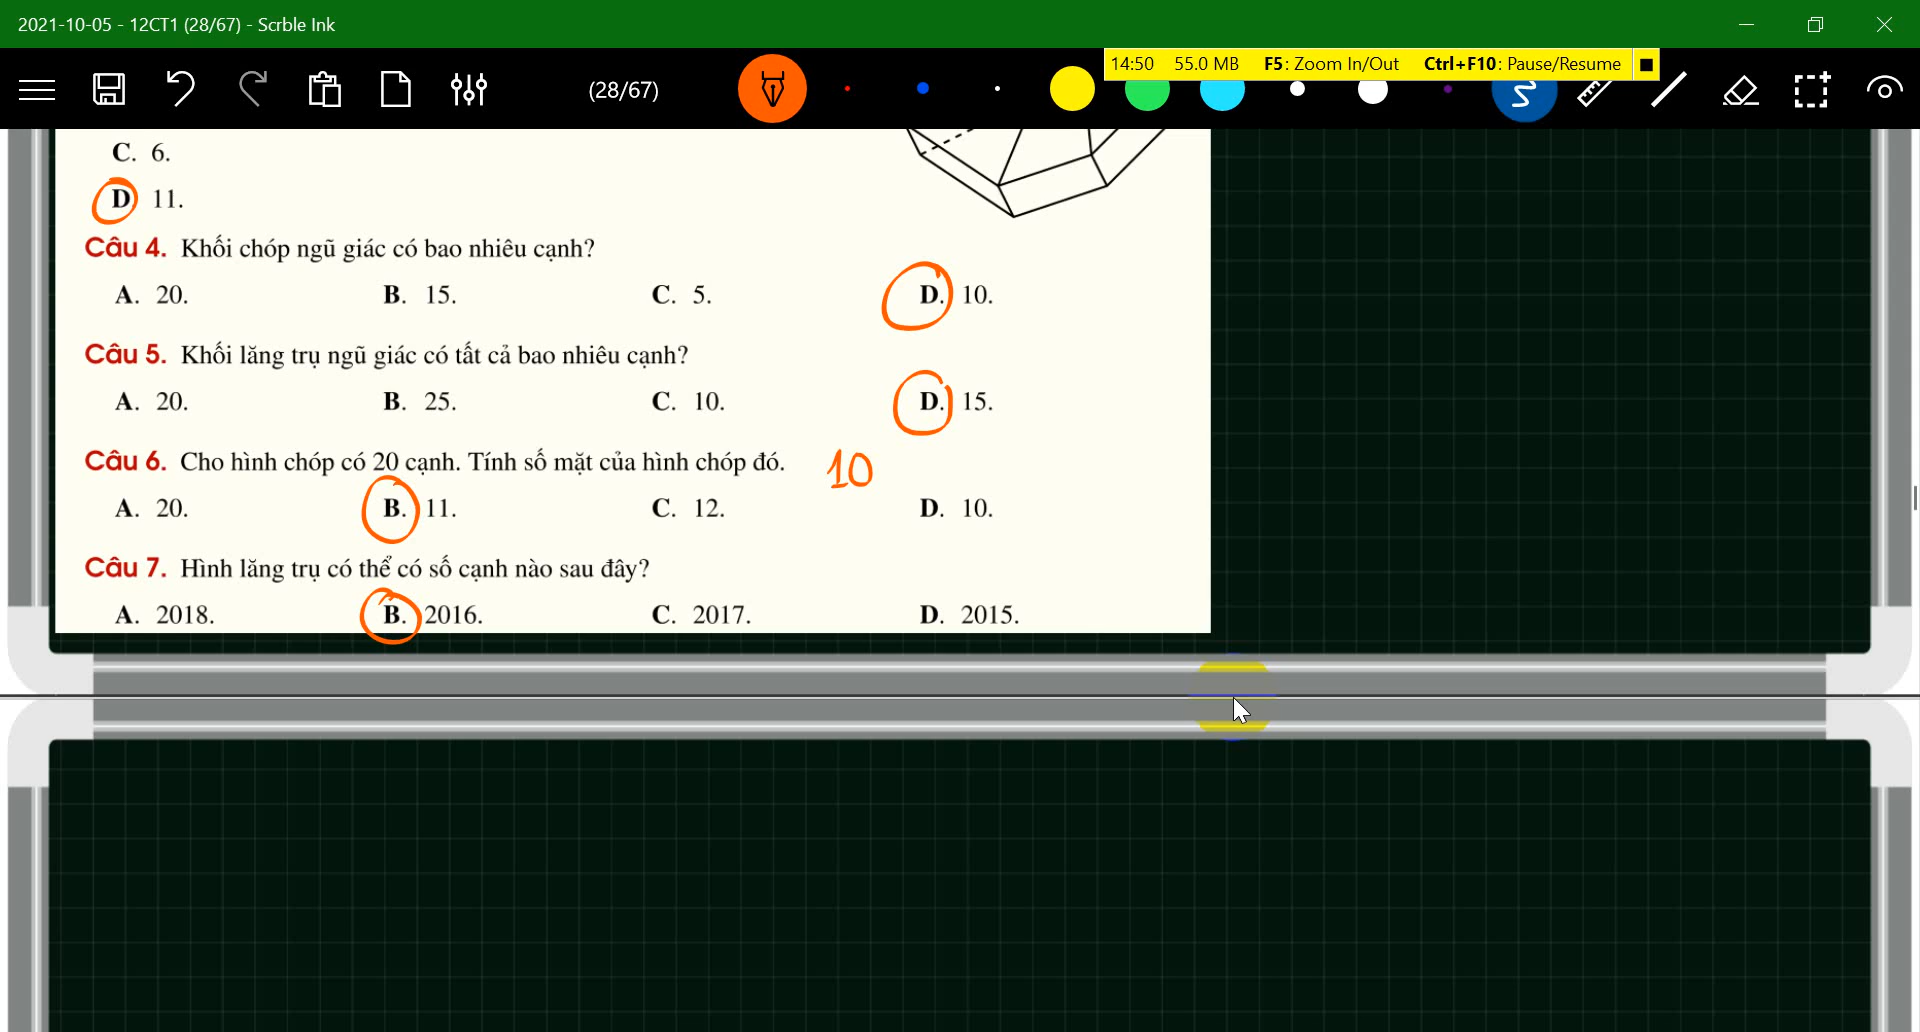 2021-10-05 - 12CT1 (28/67) - Scrble Ink
(28/67)
14:50 55.0 MB F5: Zoom In/Out Ctrl+F10: Pause/Resume
C. 6.
D 11.
Câu 4. Khối chóp ngũ giác có bao nhiêu cạnh?
A. 20. B. 15. C. 5. D. 10.
Câu 5. Khối lăng trụ ngũ giác có tất cả bao nhiêu cạnh?
A. 20. B. 25. C. 10. D. 15.
Câu 6. Cho hình chóp có 20 cạnh. Tính số mặt của hình chóp đó. 10
A. 20. B. 11. C. 12. D. 10.
Câu 7. Hình lăng trụ có thể có số cạnh nào sau đây?
A. 2018. B. 2016. C. 2017. D. 2015.